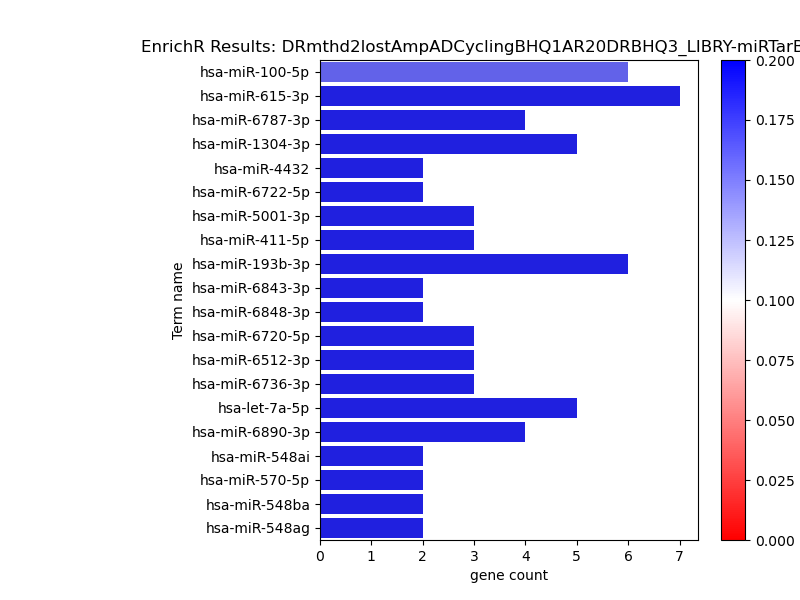 EnrichR Results: DRmthd2lostAmpADCyclingBHQ1AR20DRBHQ3_LIBRY-miRTarB
hsa-miR-100-5p
hsa-miR-615-3p
hsa-miR-6787-3p
hsa-miR-1304-3p
hsa-miR-4432
hsa-miR-6722-5p
hsa-miR-5001-3p
hsa-miR-411-5p
hsa-miR-193b-3p
hsa-miR-6843-3p
hsa-miR-6848-3p
hsa-miR-6720-5p
hsa-miR-6512-3p
hsa-miR-6736-3p
hsa-let-7a-5p
hsa-miR-6890-3p
hsa-miR-548ai
hsa-miR-570-5p
hsa-miR-548ba
hsa-miR-548ag
Term name
0 1 2 3 4 5 6 7
gene count
0.200
0.175
0.150
0.125
0.100
0.075
0.050
0.025
0.000